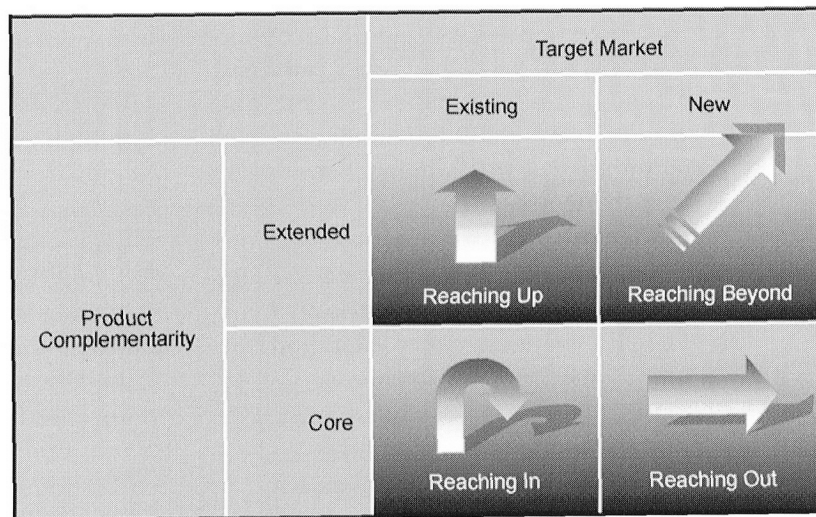 Target Market
Existing
New
Extended
Reaching Up
Reaching Beyond
Product
Complementarity
Core
Reaching In
Reaching Out